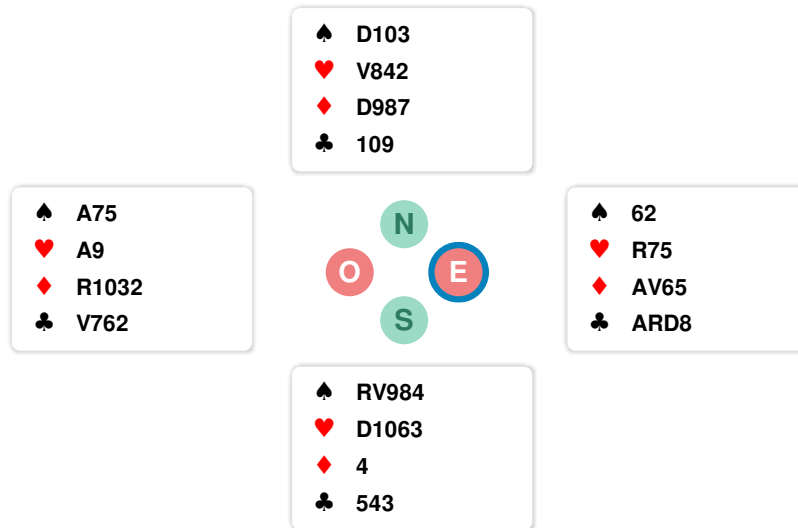 ♠ D103
♥ V842
♦ D987
♣ 109
♠ A75
♥ A9
♦ R1032
♣ V762
N
O
E
S
♠ 62
♥ R75
♦ AV65
♣ ARD8
♠ RV984
♥ D1063
♦ 4
♣ 543